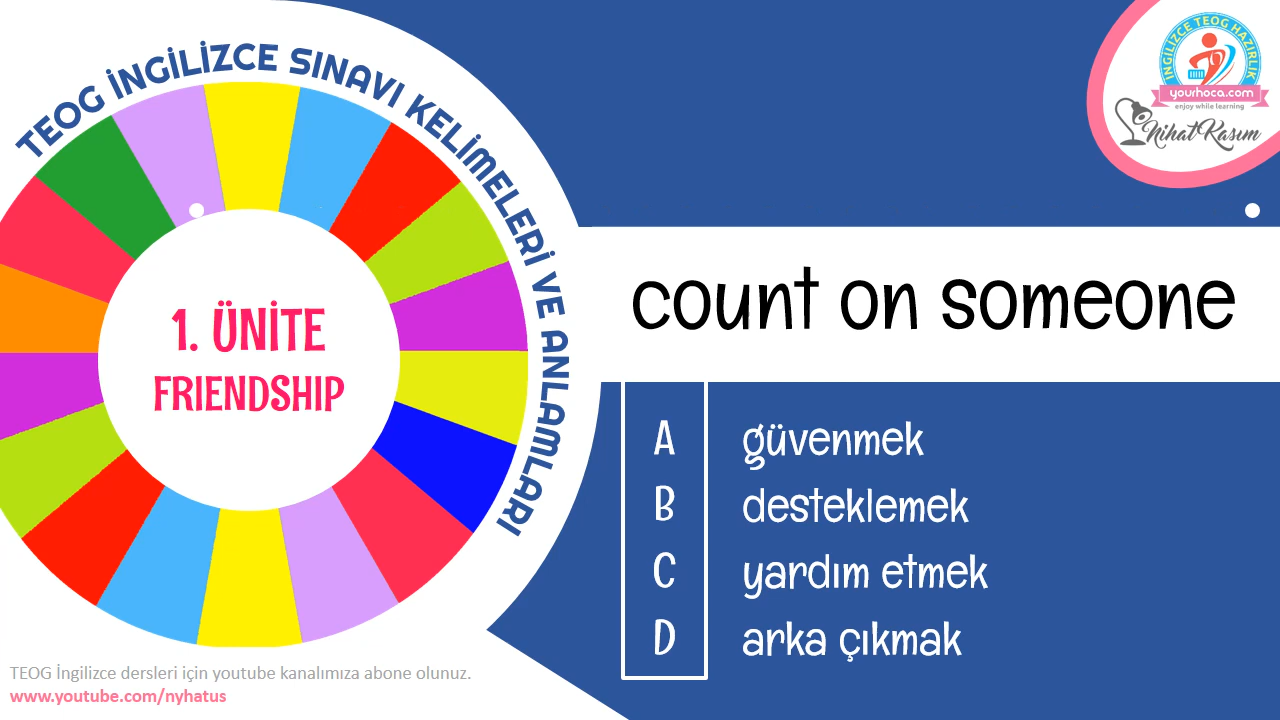 TEOG İNGİLİZCE SINAVI KELİMELERİ VE ANLAMLARI
İNGİLİZCE TEOG HAZIRLIK
yourhoca.com
enjoy while learning
Nihat Kasım
1. ÜNİTE
FRIENDSHIP
count on someone
A güvenmek
B desteklemek
C yardım etmek
D arka çıkmak
TEOG İngilizce dersleri için youtube kanalımıza abone olunuz.
www.youtube.com/nyhatus